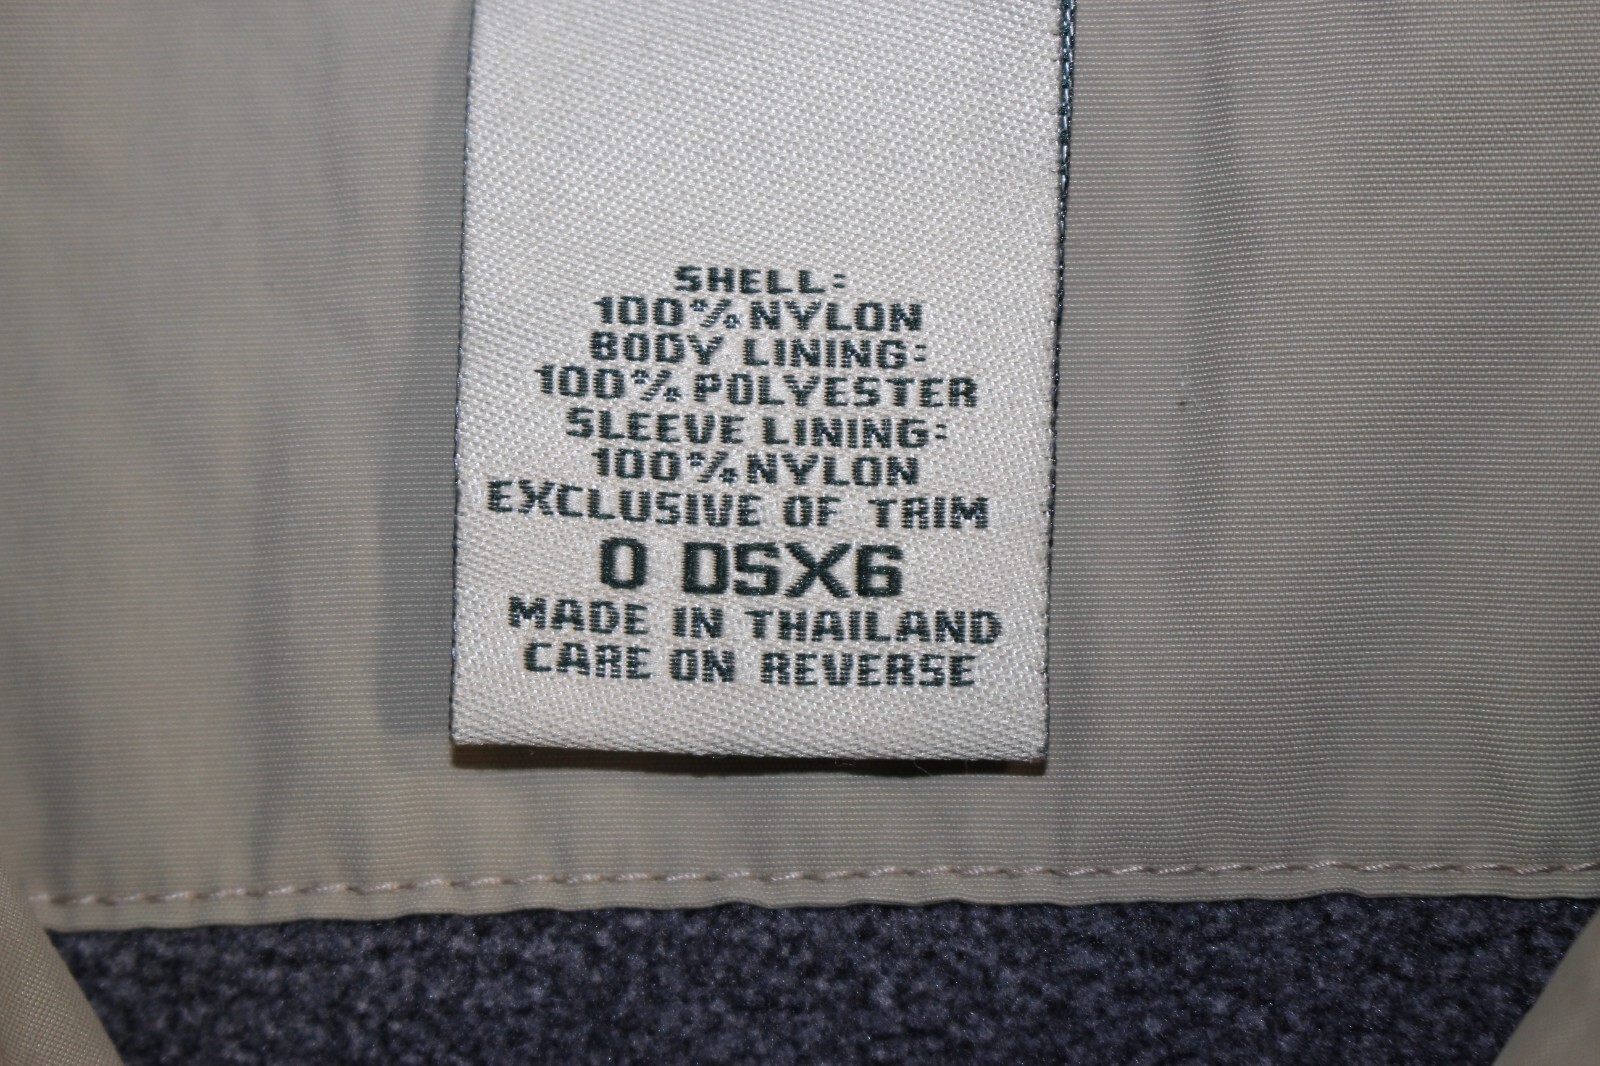 SHELL:
100% NYLON
BODY LINING:
100% POLYESTER
SLEEVE LINING:
100% NYLON
EXCLUSIVE OF TRIM
0 DSX6
MADE IN THAILAND
CARE ON REVERSE